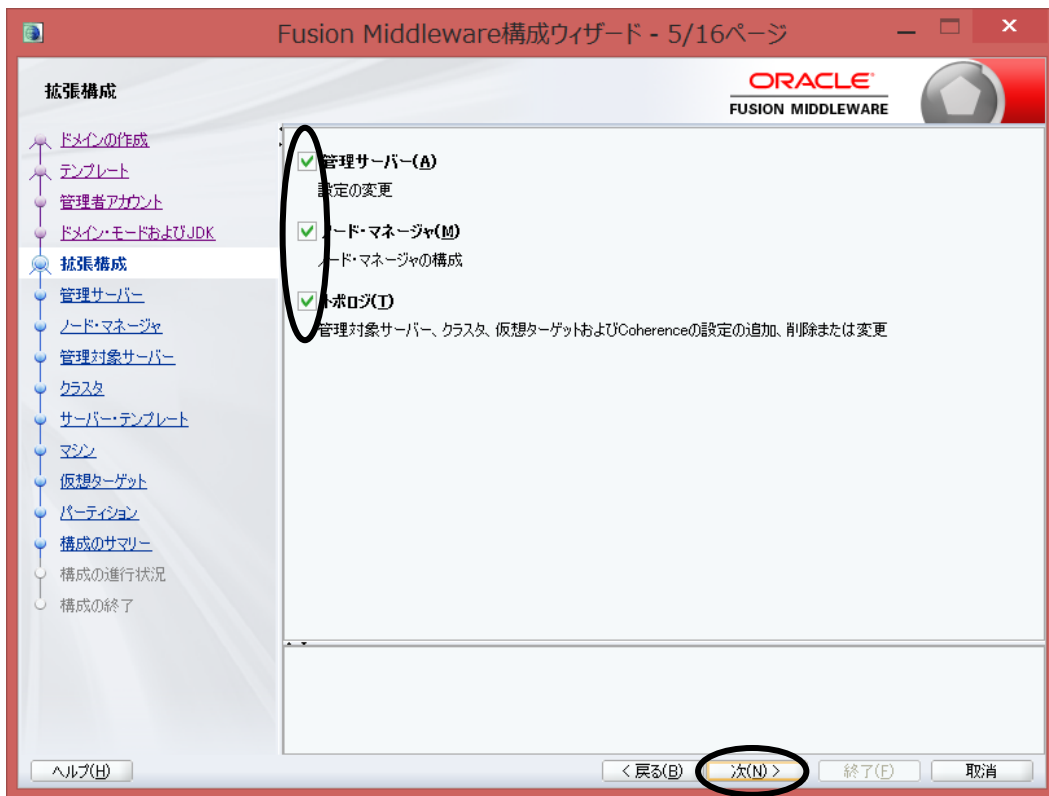 Fusion Middleware構成ウィザード - 5/16ページ
拡張構成
ORACLE
FUSION MIDDLEWARE
ドメインの作成
テンプレート
管理者アカウント
ドメイン・モードおよびJDK
拡張構成
管理サーバー
ノード・マネージャ
管理対象サーバー
クラスタ
サーバー・テンプレート
マシン
仮想ターゲット
パーティション
構成のサマリー
構成の進行状況
構成の終了
管理サーバー(A)
設定の変更
ノード・マネージャ(M)
ノード・マネージャの構成
トポロジ(T)
管理対象サーバー、クラスタ、仮想ターゲットおよびCoherenceの設定の追加、削除または変更
ヘルプ(H)
< 戻る(B)
次(N) >
終了(F)
取消